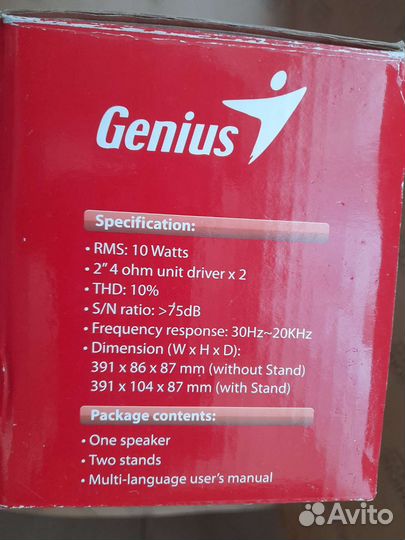 Genius
Specification:
• RMS: 10 Watts
• 2” 4 ohm unit driver x 2
• THD: 10%
• S/N ratio: >75dB
• Frequency response: 30Hz~20KHz
• Dimension (W x H x D):
391 x 86 x 87 mm (without Stand)
391 x 104 x 87 mm (with Stand)
Package contents:
• One speaker
• Two stands
• Multi-language user’s manual
Avito